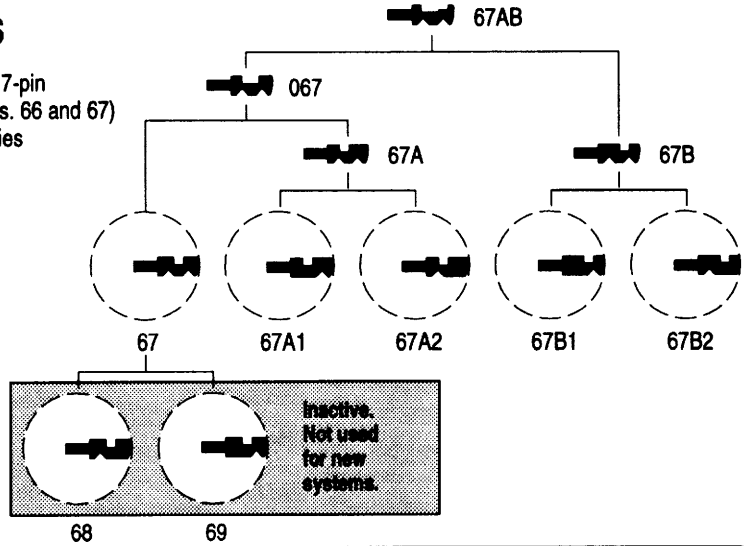 S
67AB
7-pin
s. 66 and 67)
ies
067
67A
67B
67
67A1
67A2
67B1
67B2
Inactive.
Not used
for new
systems.
68
69